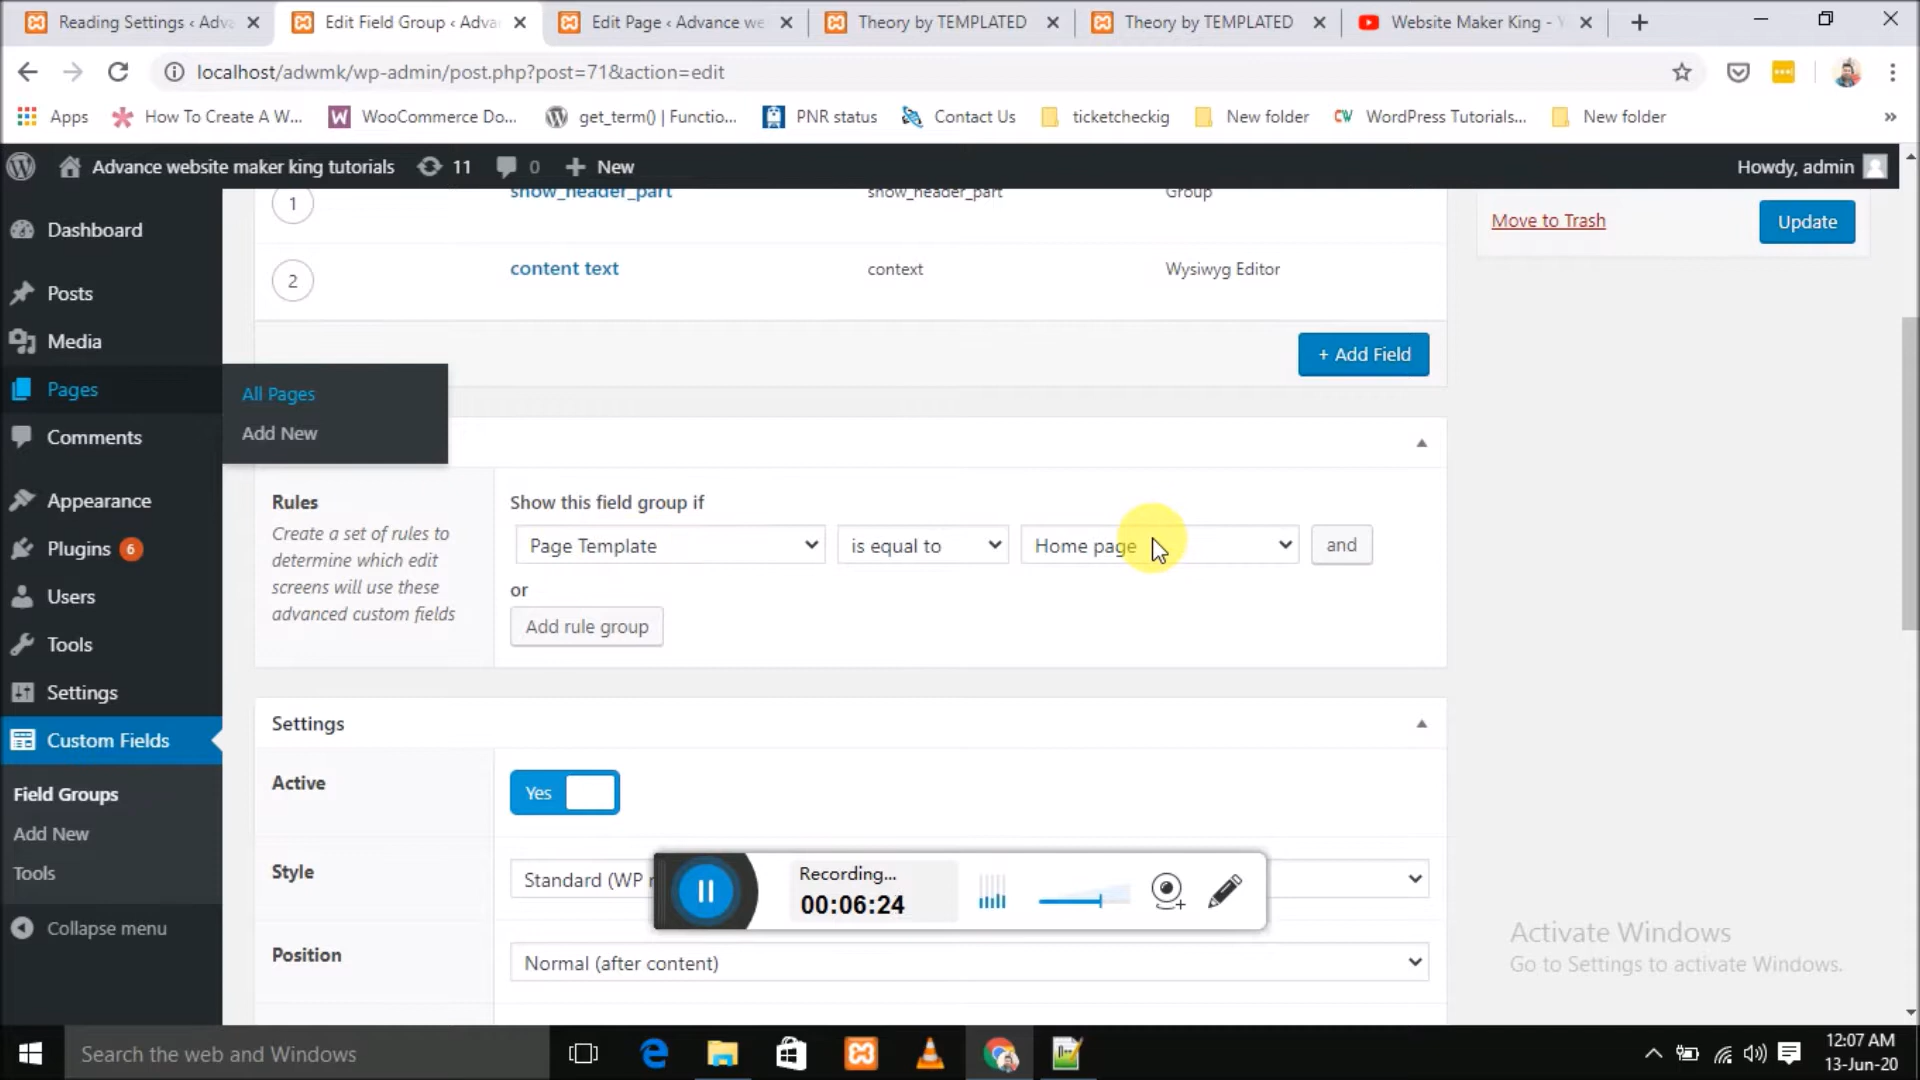 Reading Settings ‹ Adva
Edit Field Group ‹ Advan
Edit Page ‹ Advance we
Theory by TEMPLATED
Theory by TEMPLATED
Website Maker King - Y
localhost/adwmk/wp-admin/post.php?post=71&action=edit
Apps
How To Create A W...
WooCommerce Do...
get_term() | Functio...
PNR status
Contact Us
ticketcheckig
New folder
WordPress Tutorials...
New folder
»
Advance website maker king tutorials
11
0
New
Howdy, admin
Dashboard
Posts
Media
Pages
All Pages
Add New
Comments
Appearance
Plugins 6
Users
Tools
Settings
Custom Fields
Field Groups
Add New
Tools
Collapse menu
1 show_header_part show_header_part Group
2 content text context Wysiwyg Editor
+ Add Field
Move to Trash
Update
Rules
Create a set of rules to
determine which edit
screens will use these
advanced custom fields
Show this field group if
Page Template
is equal to
Home page
and
or
Add rule group
Settings
Active
Yes
Style
Standard (WP
Position
Normal (after content)
Recording...
00:06:24
Activate Windows
Go to Settings to activate Windows.
Search the web and Windows
12:07 AM
13-Jun-20